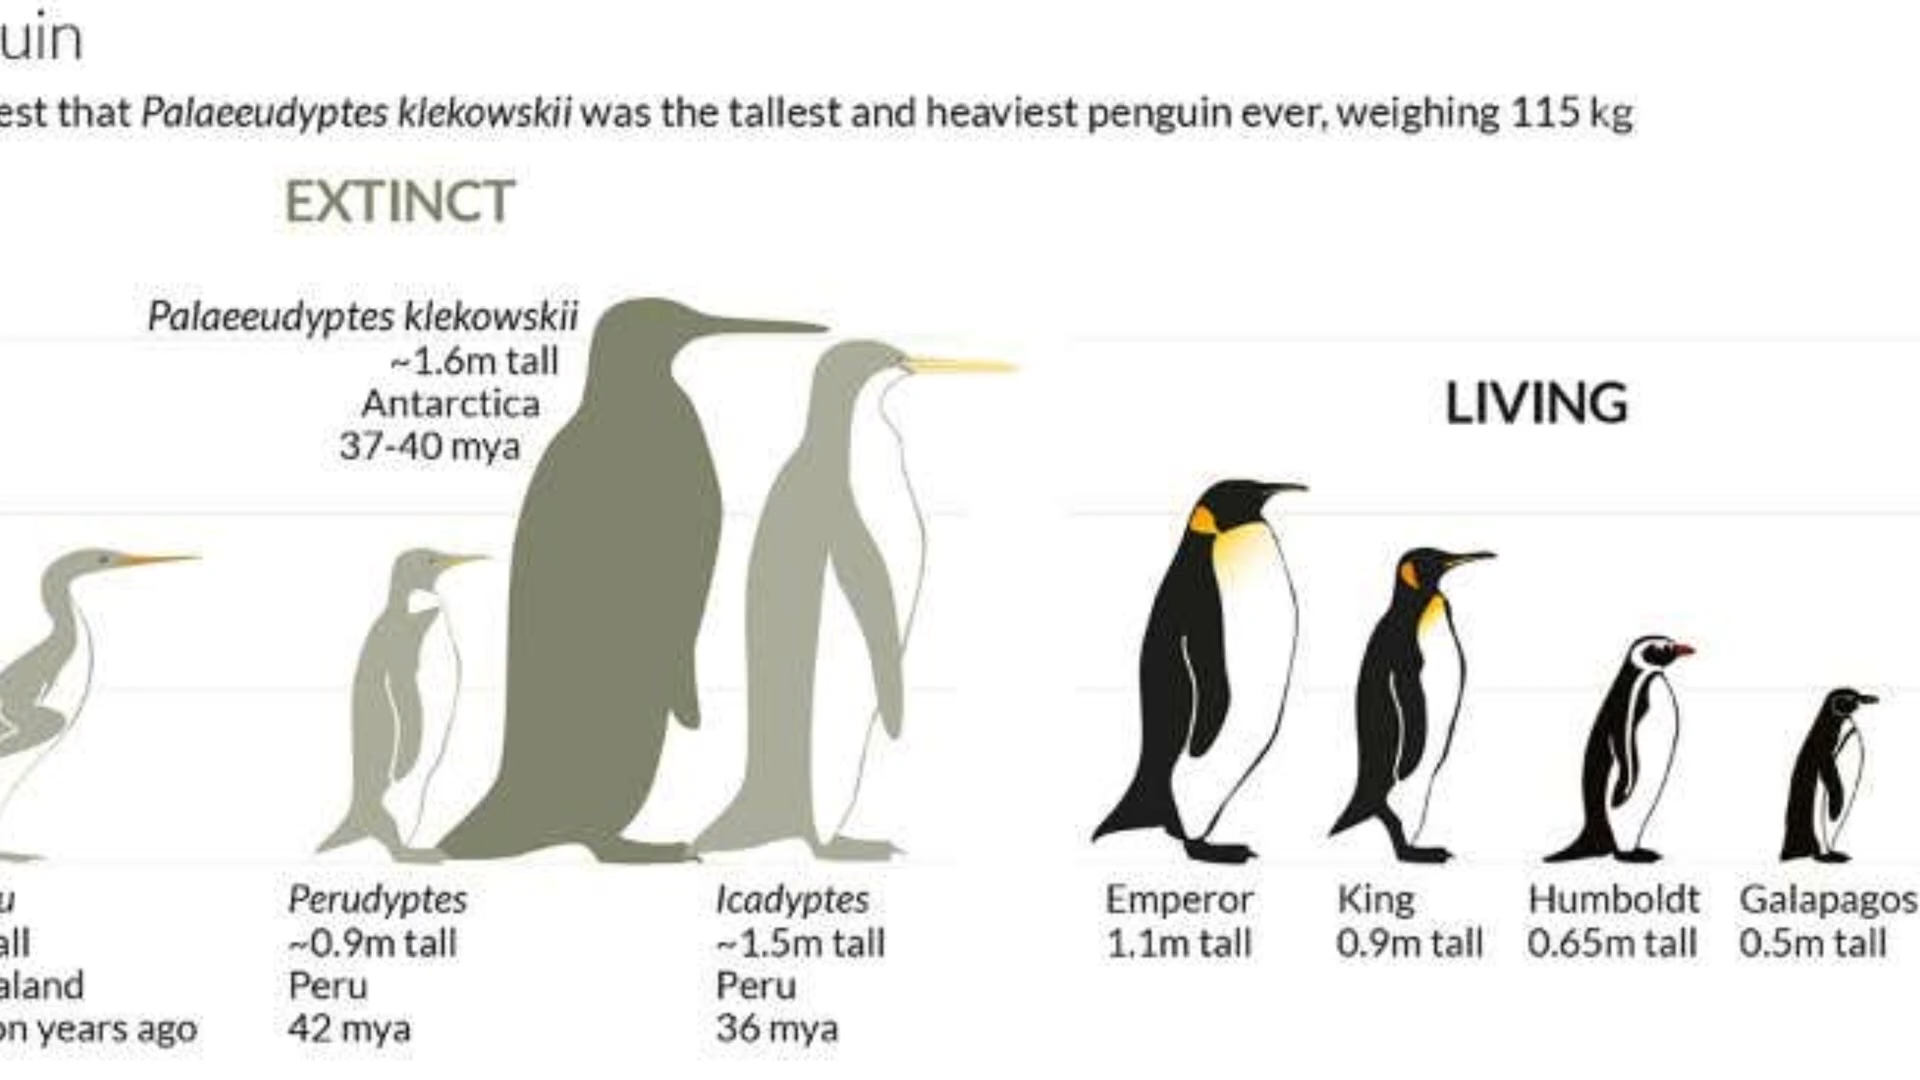 uin
est that Palaeeudyptes klekowskii was the tallest and heaviest penguin ever, weighing 115 kg
EXTINCT
Palaeeudyptes klekowskii
~1.6m tall
Antarctica
37-40 mya
LIVING
u
all
aland
on years ago
Perudyptes
~0.9m tall
Peru
42 mya
Icadyptes
~1.5m tall
Peru
36 mya
Emperor
1.1m tall
King
0.9m tall
Humboldt
0.65m tall
Galapagos
0.5m tall